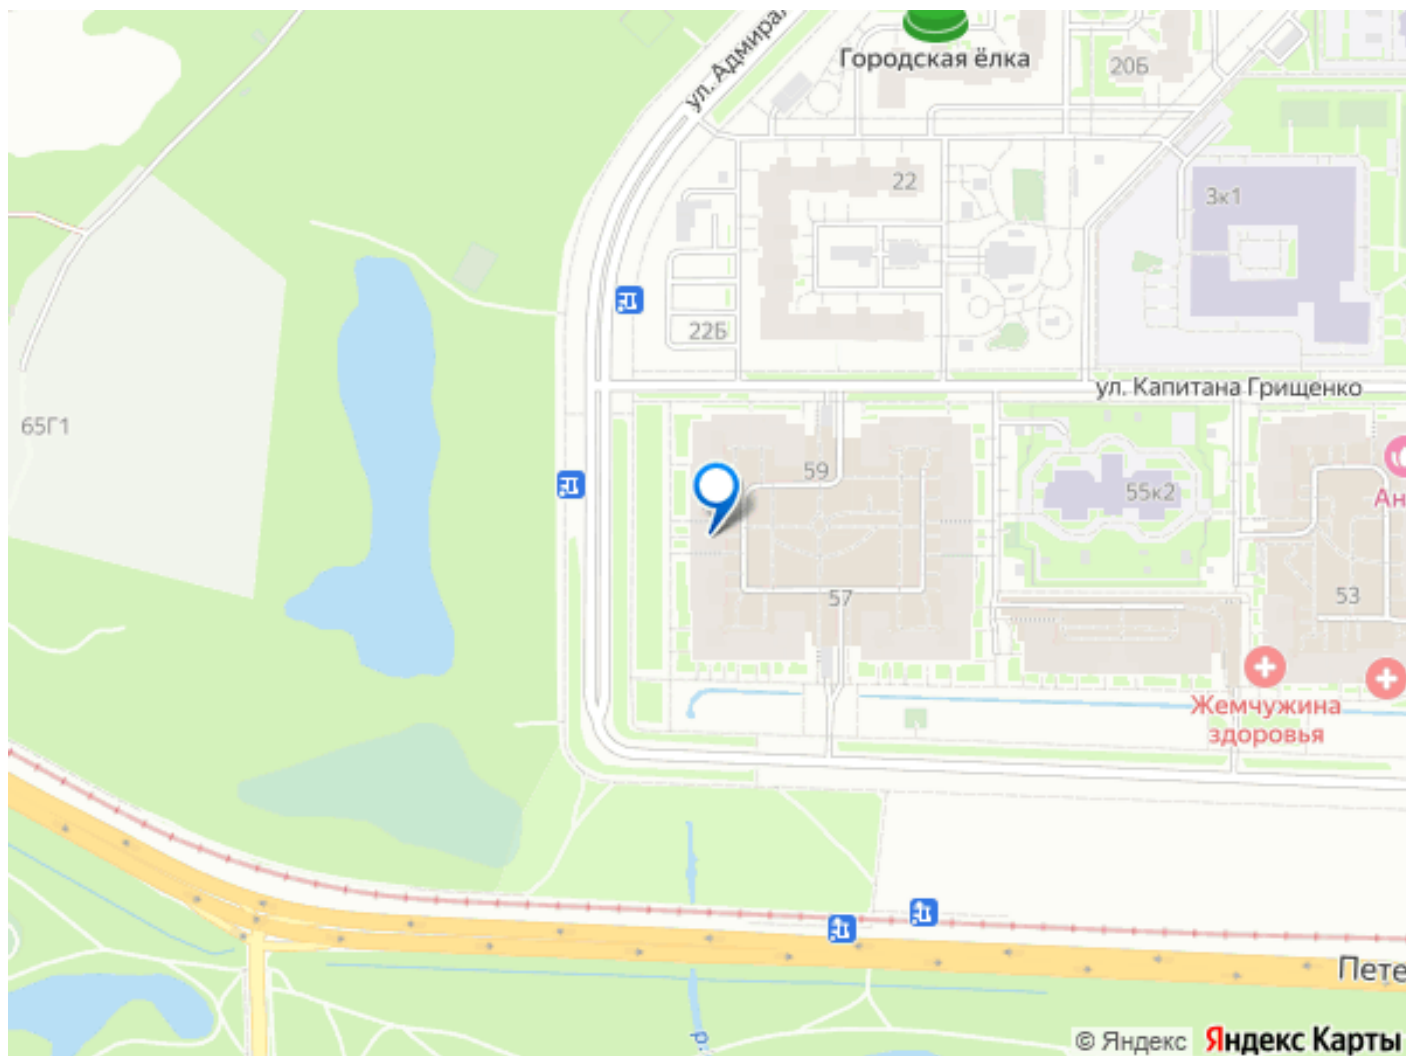 ул. Адмирал
Городская ёлка
20Б
22
3к1
22Б
ул. Капитана Грищенко
65Г1
59
55к2
Ан
57
53
Жемчужина
здоровья
Пете
р.
© Яндекс Яндекс Карты